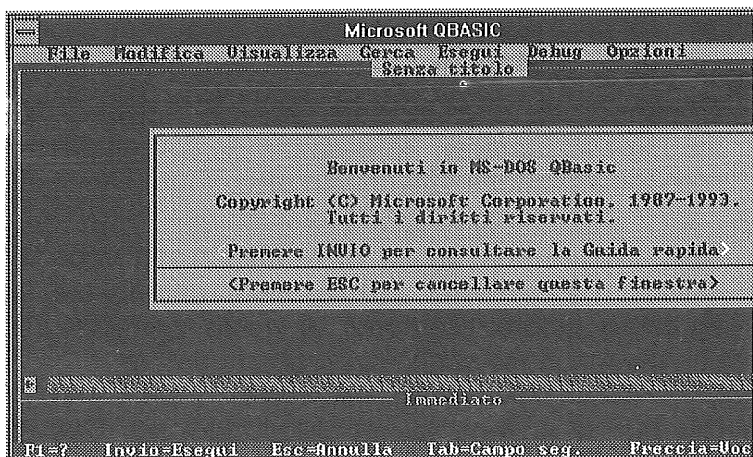 Microsoft QBASIC
File Modifica Visualizza Cerca Esegui Debug Opzioni
Senza titolo
Benvenuti in MS-DOS QBasic
Copyright (C) Microsoft Corporation, 1987-1993.
Tutti i diritti riservati.
Premere INVIO per consultare la Guida rapida>
<Premere ESC per cancellare questa finestra>
Immediato
F1=? Invio=Esegui Esc=Annulla Tab=Campo seg. Freccia=Voc